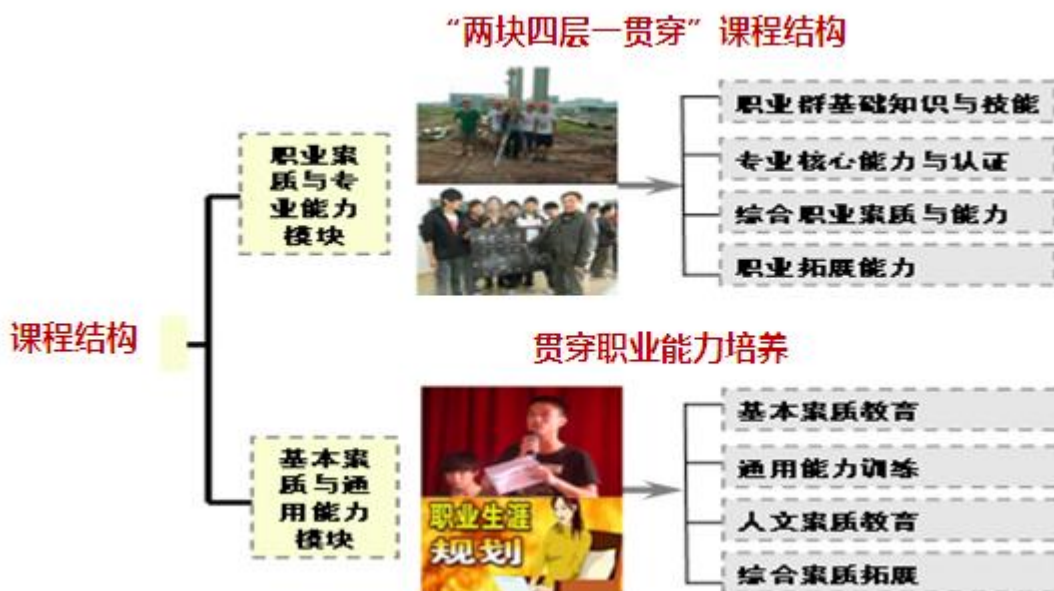 “两块四层一贯穿”课程结构
职业素
质与专
业能力
模块
职业群基础知识与技能
专业核心能力与认证
综合职业素质与能力
职业拓展能力
课程结构
贯穿职业能力培养
基本素
质与通
用能力
模块
职业生涯
规划
基本素质教育
通用能力训练
人文素质教育
综合素质拓展